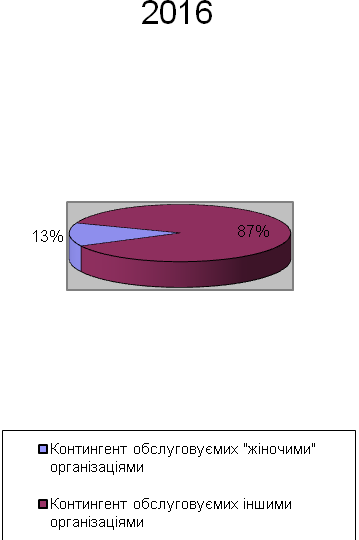 2016
13%
87%
Контингент обслуговуємих "жіночими"
організаціями
Контингент обслуговуємих іншими
організаціями